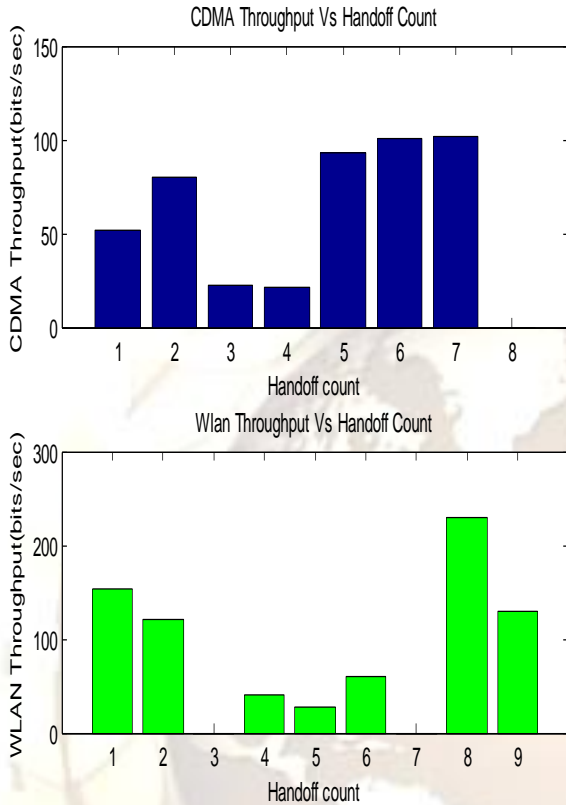 CDMA Throughput Vs Handoff Count
150
100
50
0
CDMA Throughput(bits/sec)
1 2 3 4 5 6 7 8
Handoff count
Wlan Throughput Vs Handoff Count
300
200
100
0
WLAN Throughput(bits/sec)
1 2 3 4 5 6 7 8 9
Handoff count